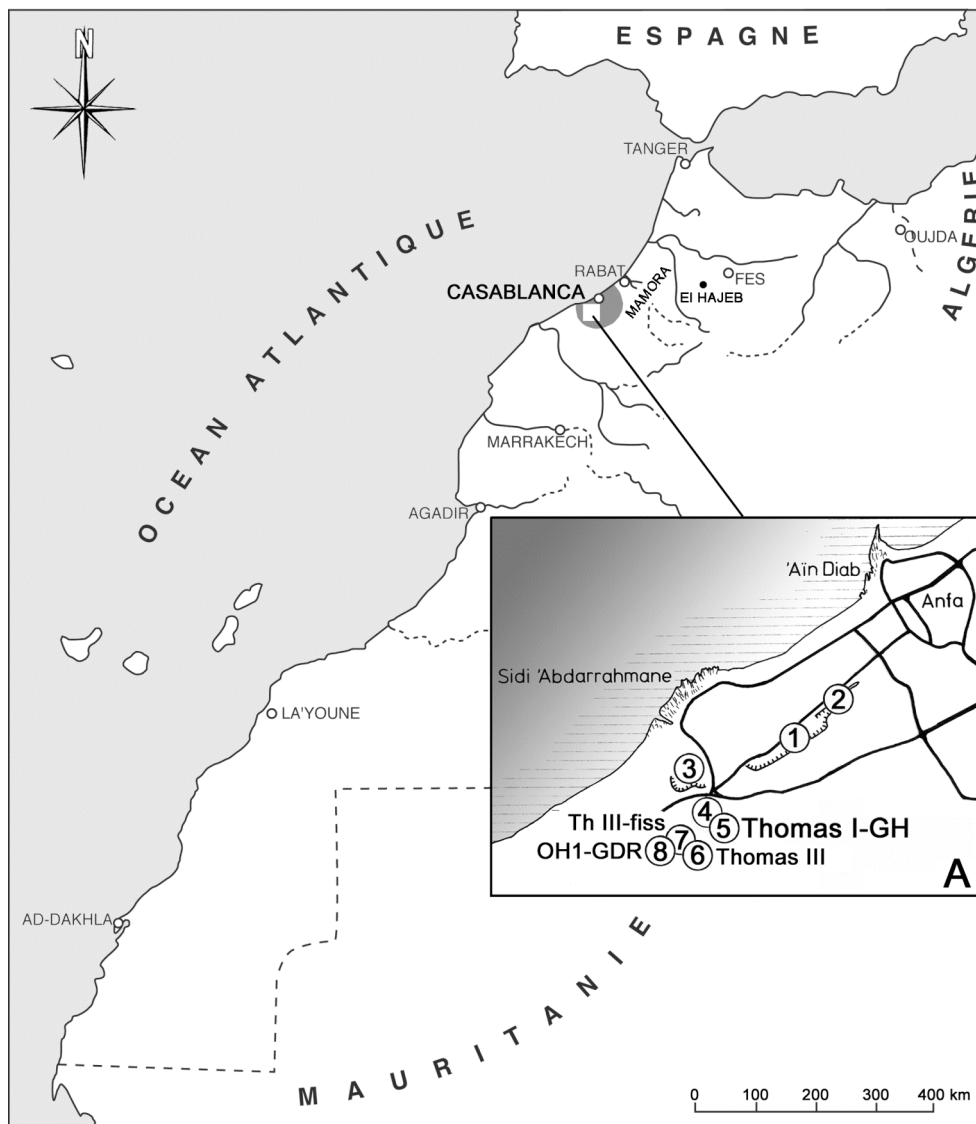 N
ESPAGNE
TANGER
ALGERIE
OUJDA
OCEAN ATLANTIQUE
RABAT
FES
CASABLANCA
MAMORA
El HAJEB
MARRAKECH
AGADIR
'Aïn Diab
Anfa
Sidi 'Abdarrahmane
2
1
LA'YOUNE
3
4
Th III-fiss
5 Thomas I-GH
7
OH1-GDR 8
6 Thomas III
A
AD-DAKHLA
MAURITANIE
0 100 200 300 400 km